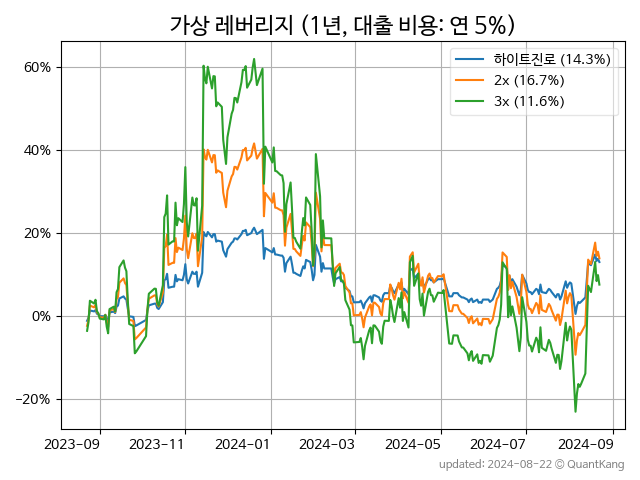 가상 레버리지 (1년, 대출 비용: 연 5%)
하이트진로 (14.3%)
2x (16.7%)
3x (11.6%)
60%
40%
20%
0%
−20%
2023-09 2023-11 2024-01 2024-03 2024-05 2024-07 2024-09
updated: 2024-08-22 © QuantKang